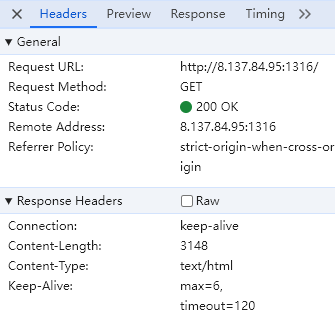 Headers Preview Response Timing
General
Request URL: http://8.137.84.95:1316/
Request Method: GET
Status Code: 200 OK
Remote Address: 8.137.84.95:1316
Referrer Policy: strict-origin-when-cross-or
igin
Response Headers Raw
Connection: keep-alive
Content-Length: 3148
Content-Type: text/html
Keep-Alive: max=6,
timeout=120